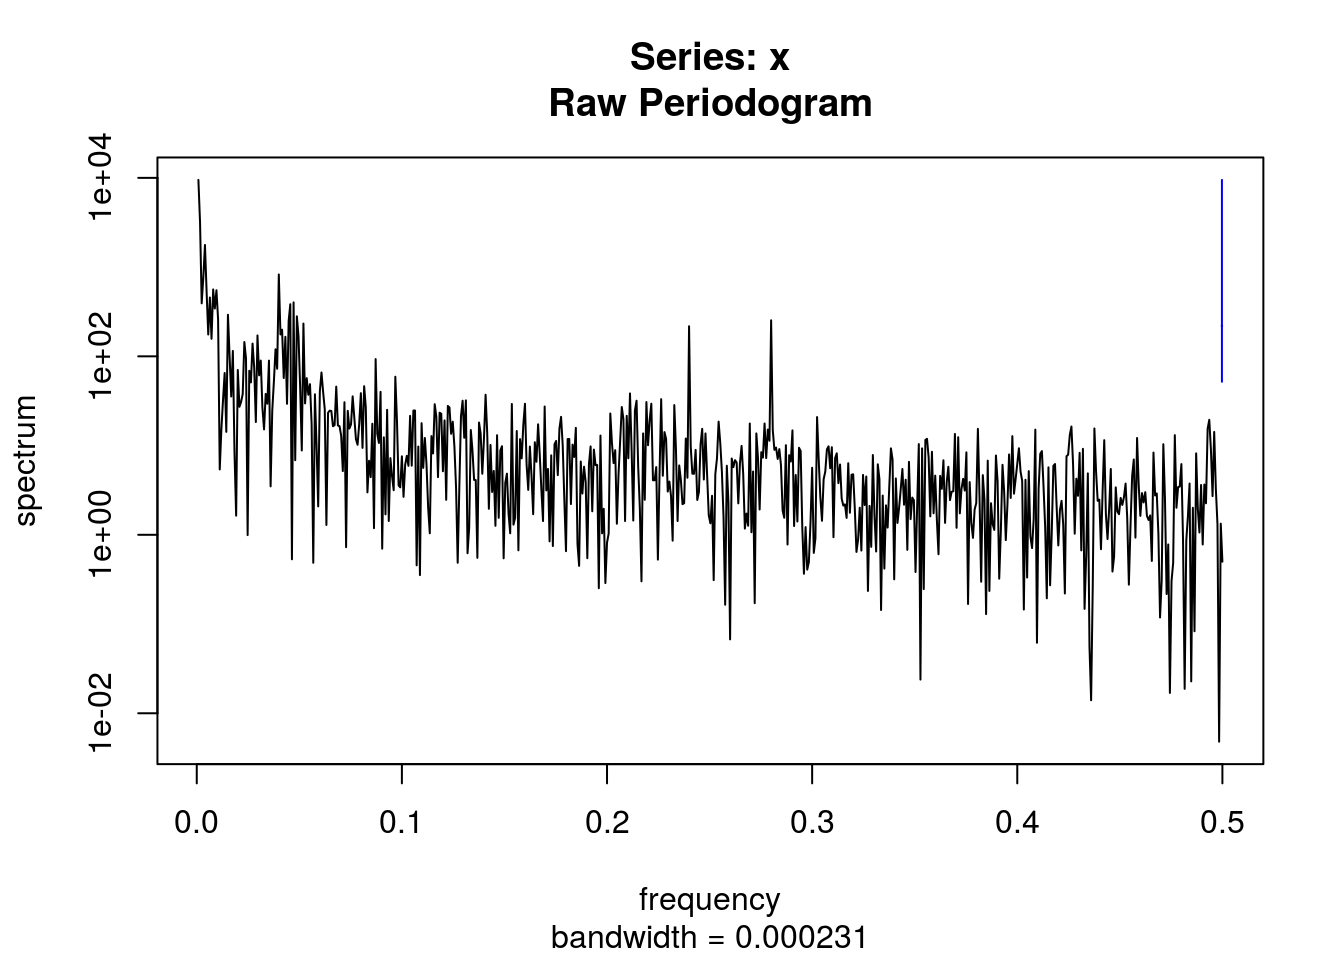 Series: x
Raw Periodogram
spectrum
1e+04
1e+02
1e+00
1e-02
0.0 0.1 0.2 0.3 0.4 0.5
frequency
bandwidth = 0.000231